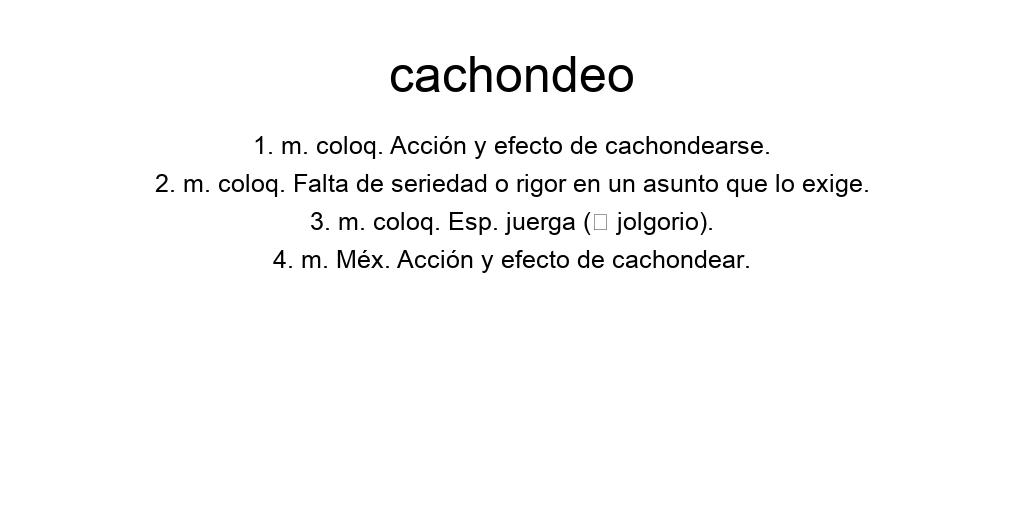 cachondeo
1. m. coloq. Acción y efecto de cachondearse.
2. m. coloq. Falta de seriedad o rigor en un asunto que lo exige.
3. m. coloq. Esp. juerga (□ jolgorio).
4. m. Méx. Acción y efecto de cachondear.